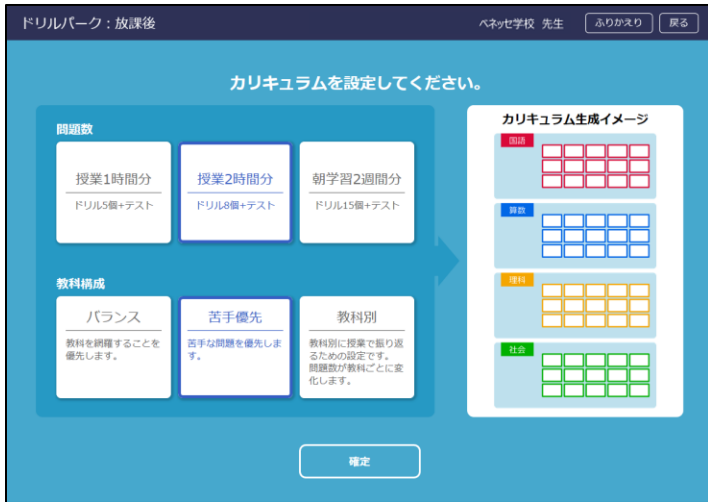 ドリルパーク：放課後
ベネッセ学校 先生
ふりかえり
戻る
カリキュラムを設定してください。
問題数
授業1時間分
ドリル5個+テスト
授業2時間分
ドリル8個+テスト
朝学習2週間分
ドリル15個+テスト
教科構成
バランス
教科を網羅することを
優先します。
苦手優先
苦手な問題を優先しま
す。
教科別
教科別に授業で振り返
るための設定です。
問題数が教科ごとに変
化します。
カリキュラム生成イメージ
国語
算数
理科
社会
確定